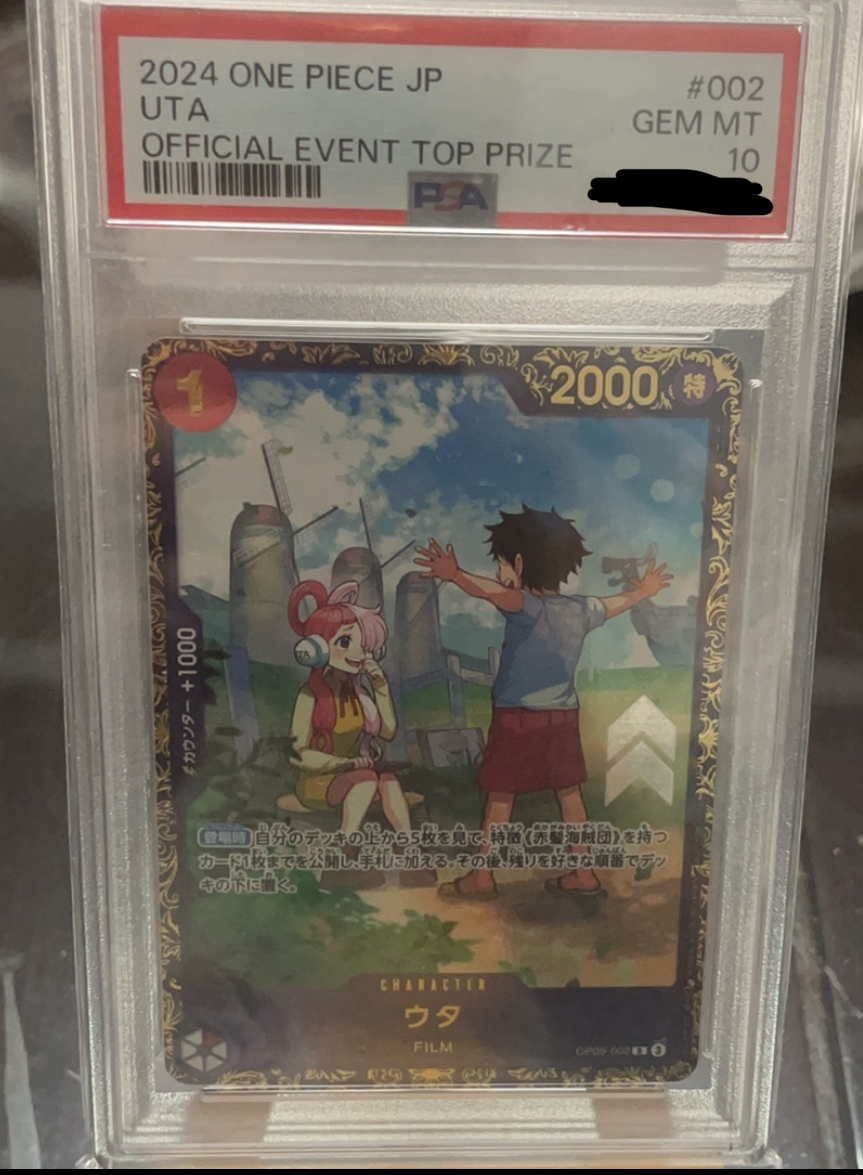 2024 ONE PIECE JP
#002
UTA
GEM MT
OFFICIAL EVENT TOP PRIZE
10
PSA
1
2000 特
カウンター +1000
登場時 自分のデッキの上から5枚を見て、特徴《赤髪海賊団》を持つ
カード1枚までを公開し、手札に加える。その後、残りを好きな順番でデッ
キの下に置く。
CHARACTER
ウタ
FILM
R 3